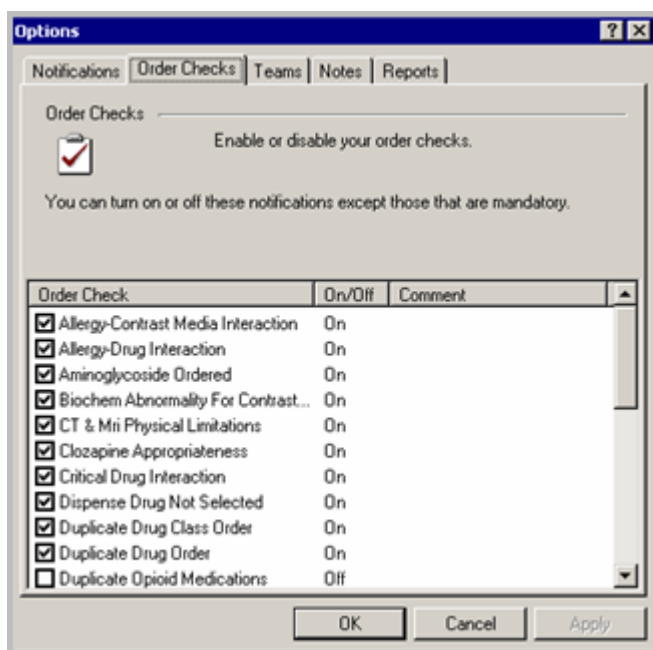 Options
Notifications Order Checks Teams Notes Reports
Order Checks
Enable or disable your order checks.
You can turn on or off these notifications except those that are mandatory.
Order Check On/Off Comment
Allergy-Contrast Media Interaction On
Allergy-Drug Interaction On
Aminoglycoside Ordered On
Biochem Abnormality For Contrast... On
CT & Mri Physical Limitations On
Clozapine Appropriateness On
Critical Drug Interaction On
Dispense Drug Not Selected On
Duplicate Drug Class Order On
Duplicate Drug Order On
Duplicate Opioid Medications Off
OK Cancel Apply